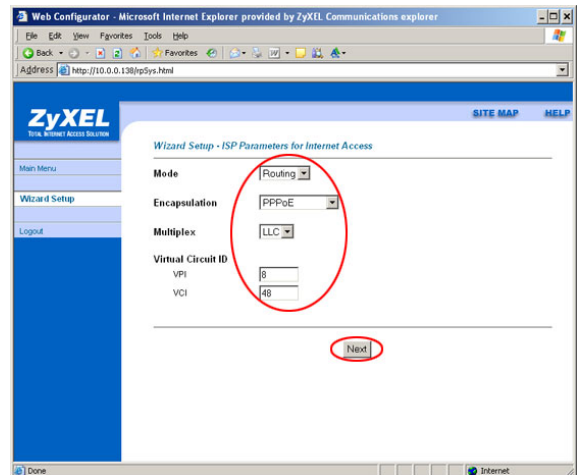 Web Configurator - Microsoft Internet Explorer provided by ZyXEL Communications explorer
File Edit View Favorites Tools Help
Back Favorites
Address http://10.0.0.138/rpSys.html
ZyXEL
TOTAL INTERNET ACCESS SOLUTION
SITE MAP HELP
Wizard Setup - ISP Parameters for Internet Access
Main Menu
Wizard Setup
Logout
Mode Routing
Encapsulation PPPoE
Multiplex LLC
Virtual Circuit ID
VPI 8
VCI 48
Next
Done Internet